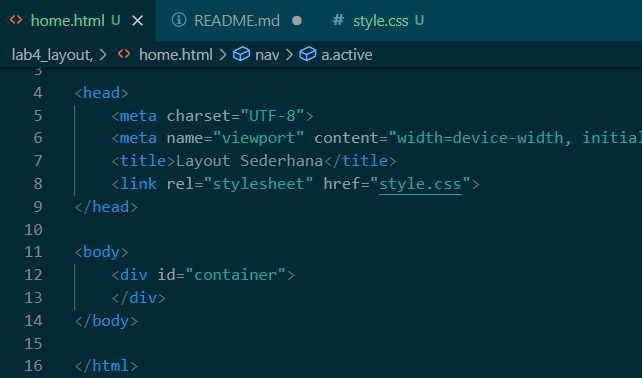 <> home.html U × README.md ● # style.css U
lab4_layout, > <> home.html > nav > a.active
3
4 <head>
5 <meta charset="UTF-8">
6 <meta name="viewport" content="width=device-width, initial
7 <title>Layout Sederhana</title>
8 <link rel="stylesheet" href="style.css">
9 </head>
10
11 <body>
12 <div id="container">
13 </div>
14 </body>
15
16 </html>